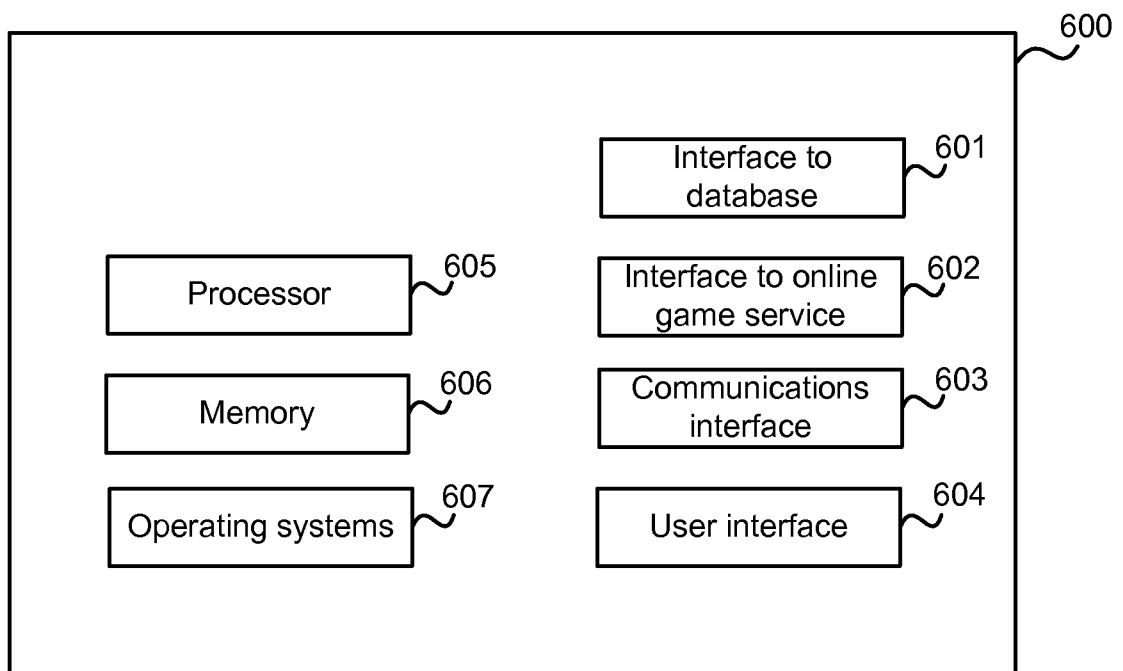 600
Interface to
database
601
Processor
605
Interface to online
game service
602
Memory
606
Communications
interface
603
Operating systems
607
User interface
604